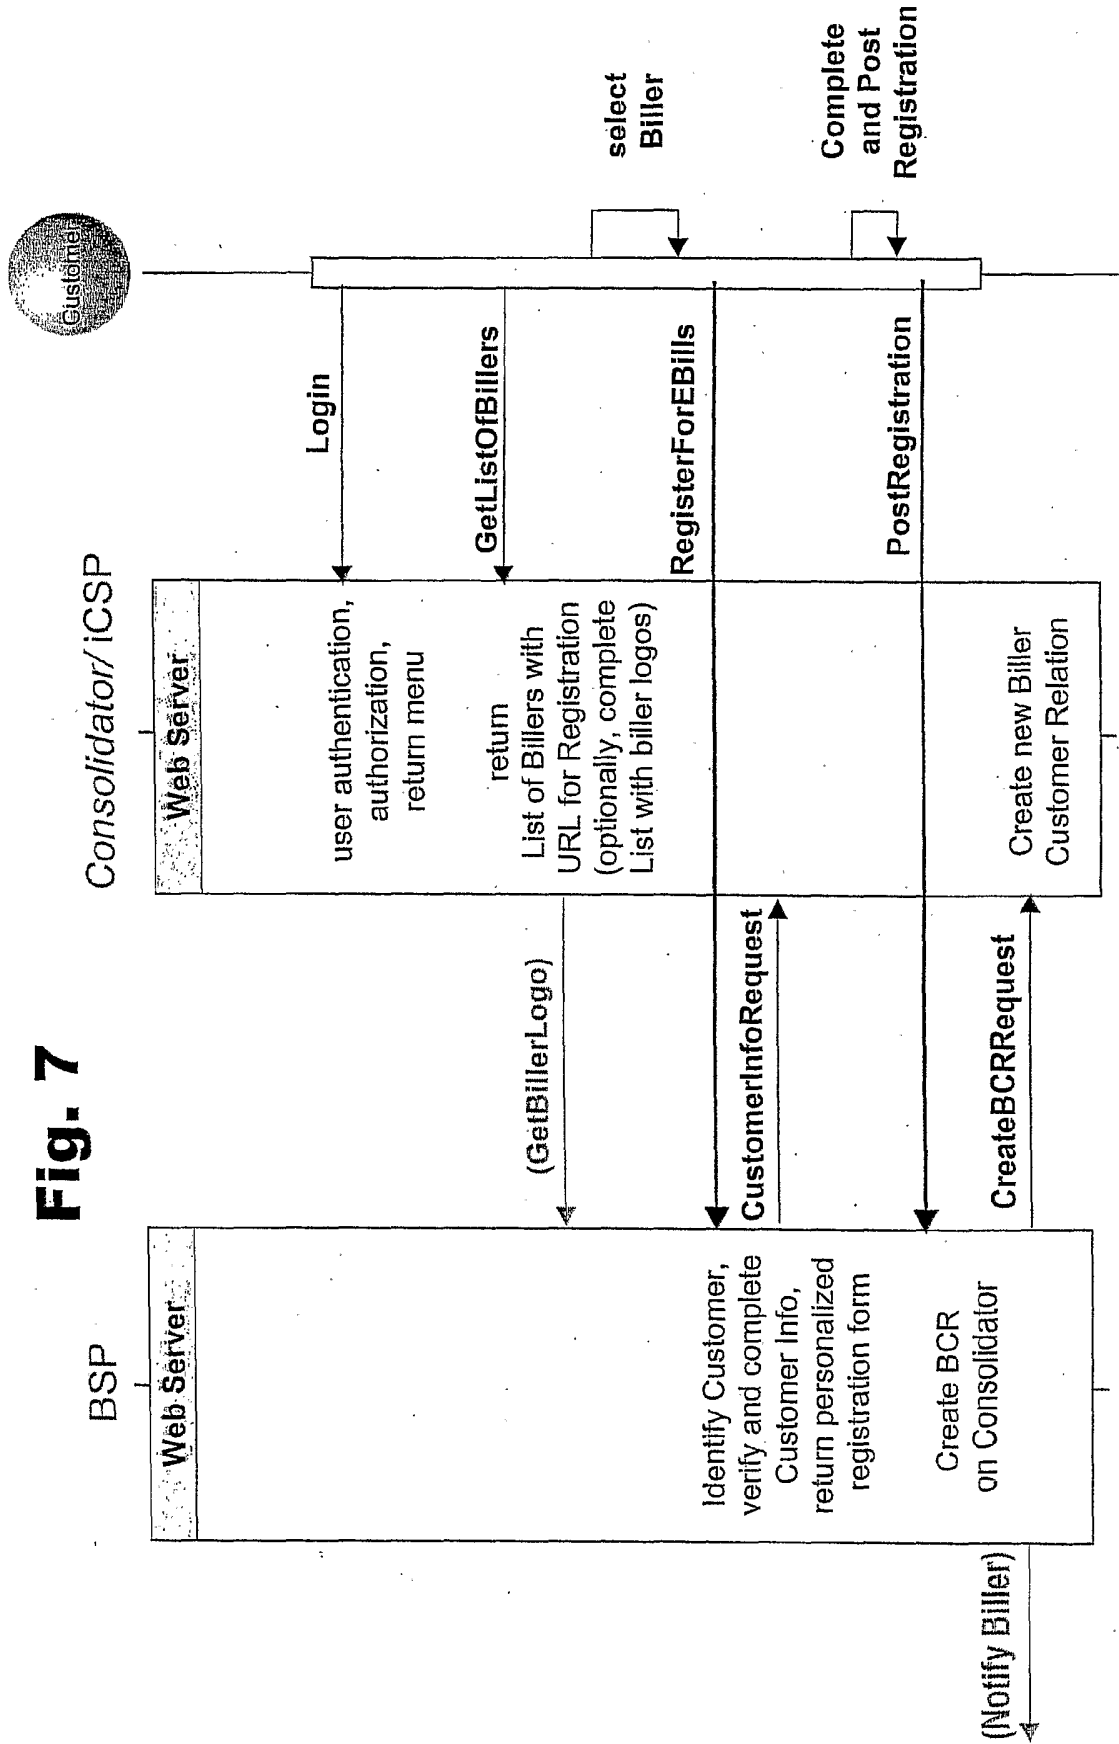 Fig. 7
BSP
Consolidator/ iCSP
Customer
Web Server
Web Server
Login
user authentication,
authorization,
return menu
GetListOfBillers
return
List of Billers with
URL for Registration
(optionally, complete
List with biller logos)
(GetBillerLogo)
select
Biller
RegisterForEBills
Identify Customer,
verify and complete
Customer Info,
return personalized
registration form
CustomerInfoRequest
Complete
and Post
Registration
PostRegistration
Create BCR
on Consolidator
CreateBCRRequest
Create new Biller
Customer Relation
(Notify Biller)